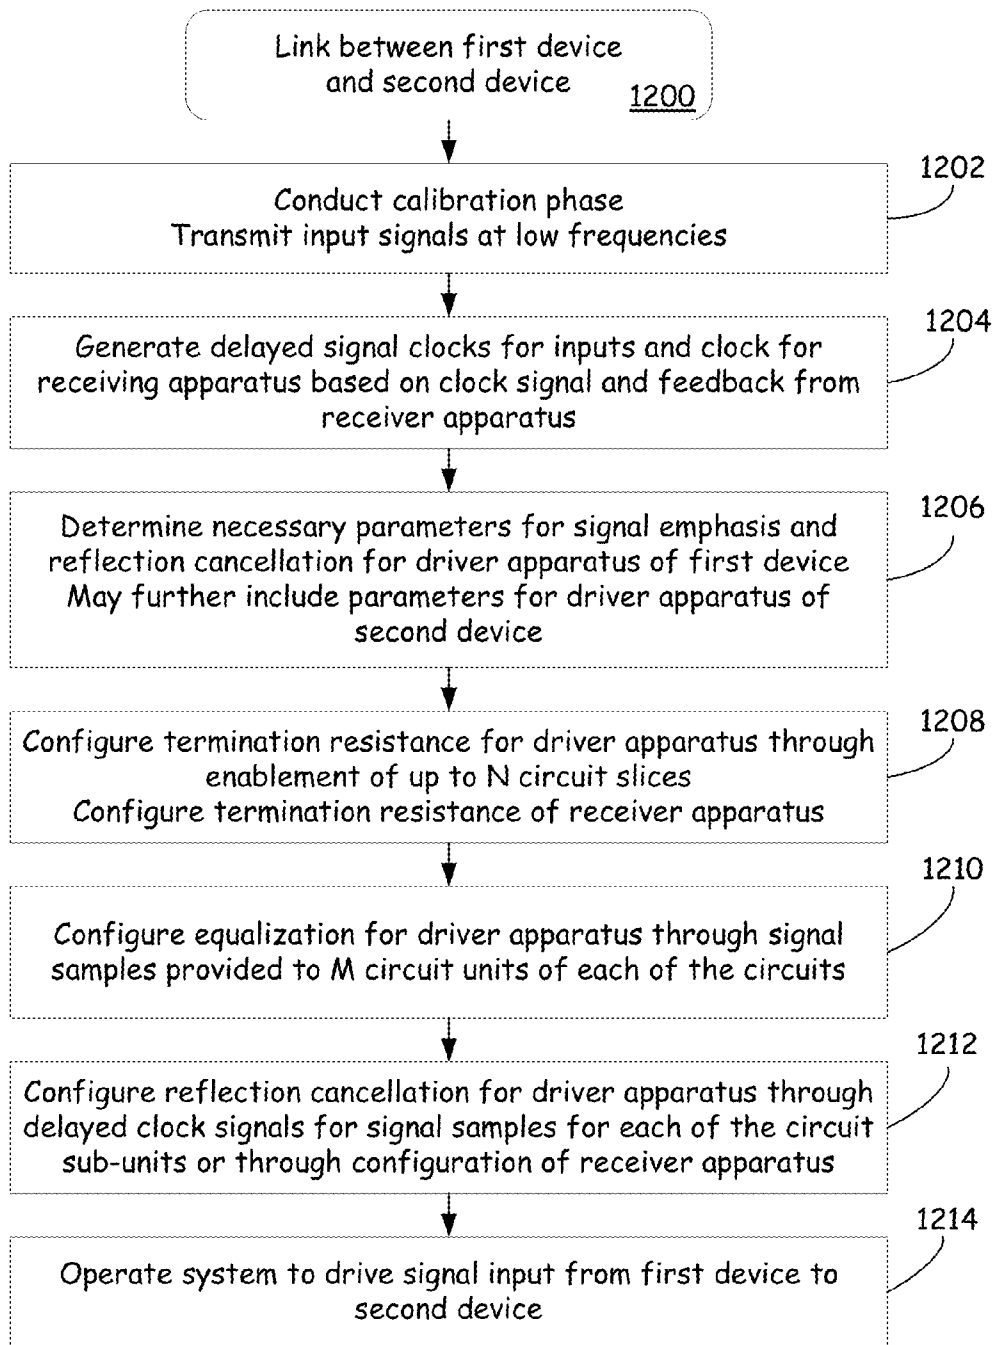 Link between first device
and second device
1200
1202
Conduct calibration phase
Transmit input signals at low frequencies
1204
Generate delayed signal clocks for inputs and clock for
receiving apparatus based on clock signal and feedback from
receiver apparatus
1206
Determine necessary parameters for signal emphasis and
reflection cancellation for driver apparatus of first device
May further include parameters for driver apparatus of
second device
1208
Configure termination resistance for driver apparatus through
enablement of up to N circuit slices
Configure termination resistance of receiver apparatus
1210
Configure equalization for driver apparatus through signal
samples provided to M circuit units of each of the circuits
1212
Configure reflection cancellation for driver apparatus through
delayed clock signals for signal samples for each of the circuit
sub-units or through configuration of receiver apparatus
1214
Operate system to drive signal input from first device to
second device